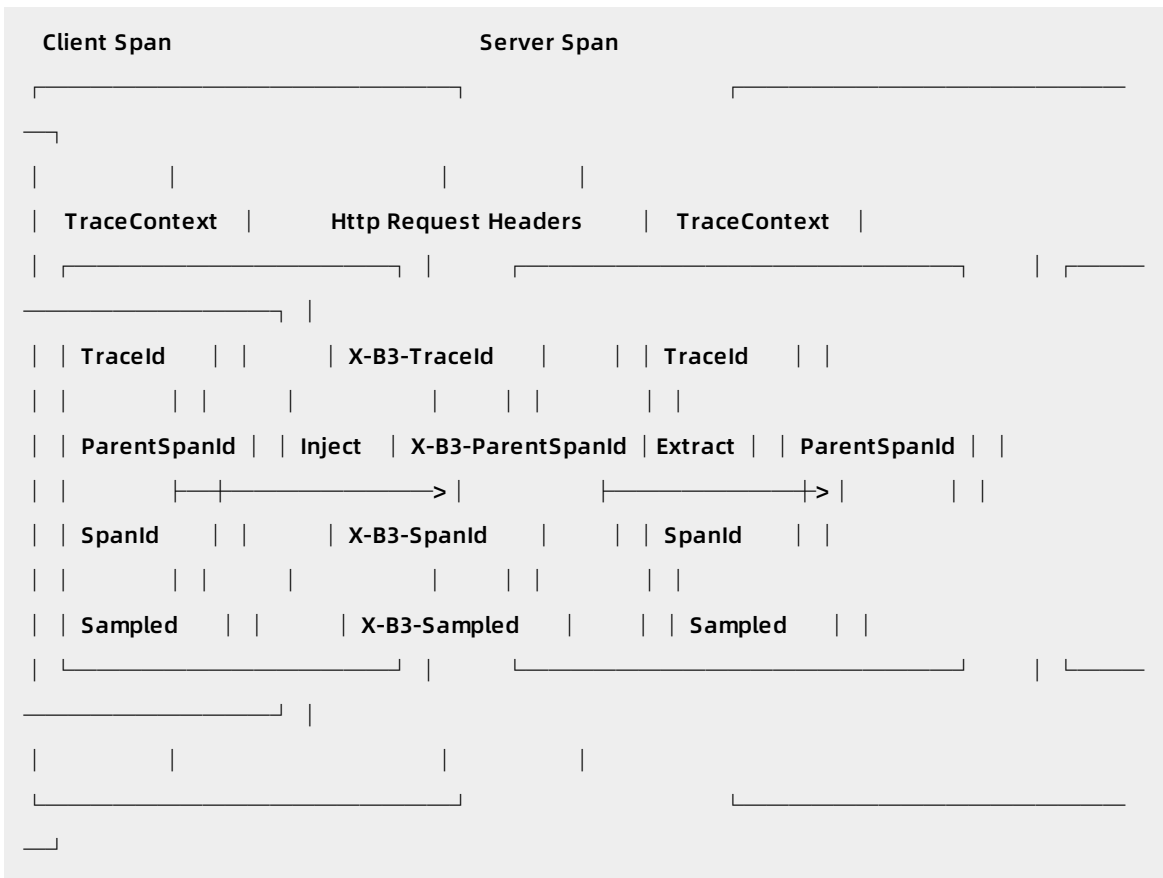 Client Span Server Span
┌────────────────────────────┐ ┌──────────────────────────
──┐
│ │ │ │
│ TraceContext │ Http Request Headers │ TraceContext │
│ ┌──────────────────────┐ │ ┌──────────────────────────────┐ │ ┌─────
─────────────────┐ │
│ │ TraceId │ │ │ X-B3-TraceId │ │ │ TraceId │ │
│ │ │ │ │ │ │ │ │ │
│ │ ParentSpanId │ │ Inject │ X-B3-ParentSpanId │Extract │ │ ParentSpanId │ │
│ │ ├──┼──────────────> │ ├─────────────┼> │ │ │
│ │ SpanId │ │ │ X-B3-SpanId │ │ │ SpanId │ │
│ │ │ │ │ │ │ │ │ │
│ │ Sampled │ │ │ X-B3-Sampled │ │ │ Sampled │ │
│ └──────────────────────┘ │ └──────────────────────────────┘ │ └─────
─────────────────┘ │
│ │ │ │
└────────────────────────────┘ └──────────────────────────
──┘